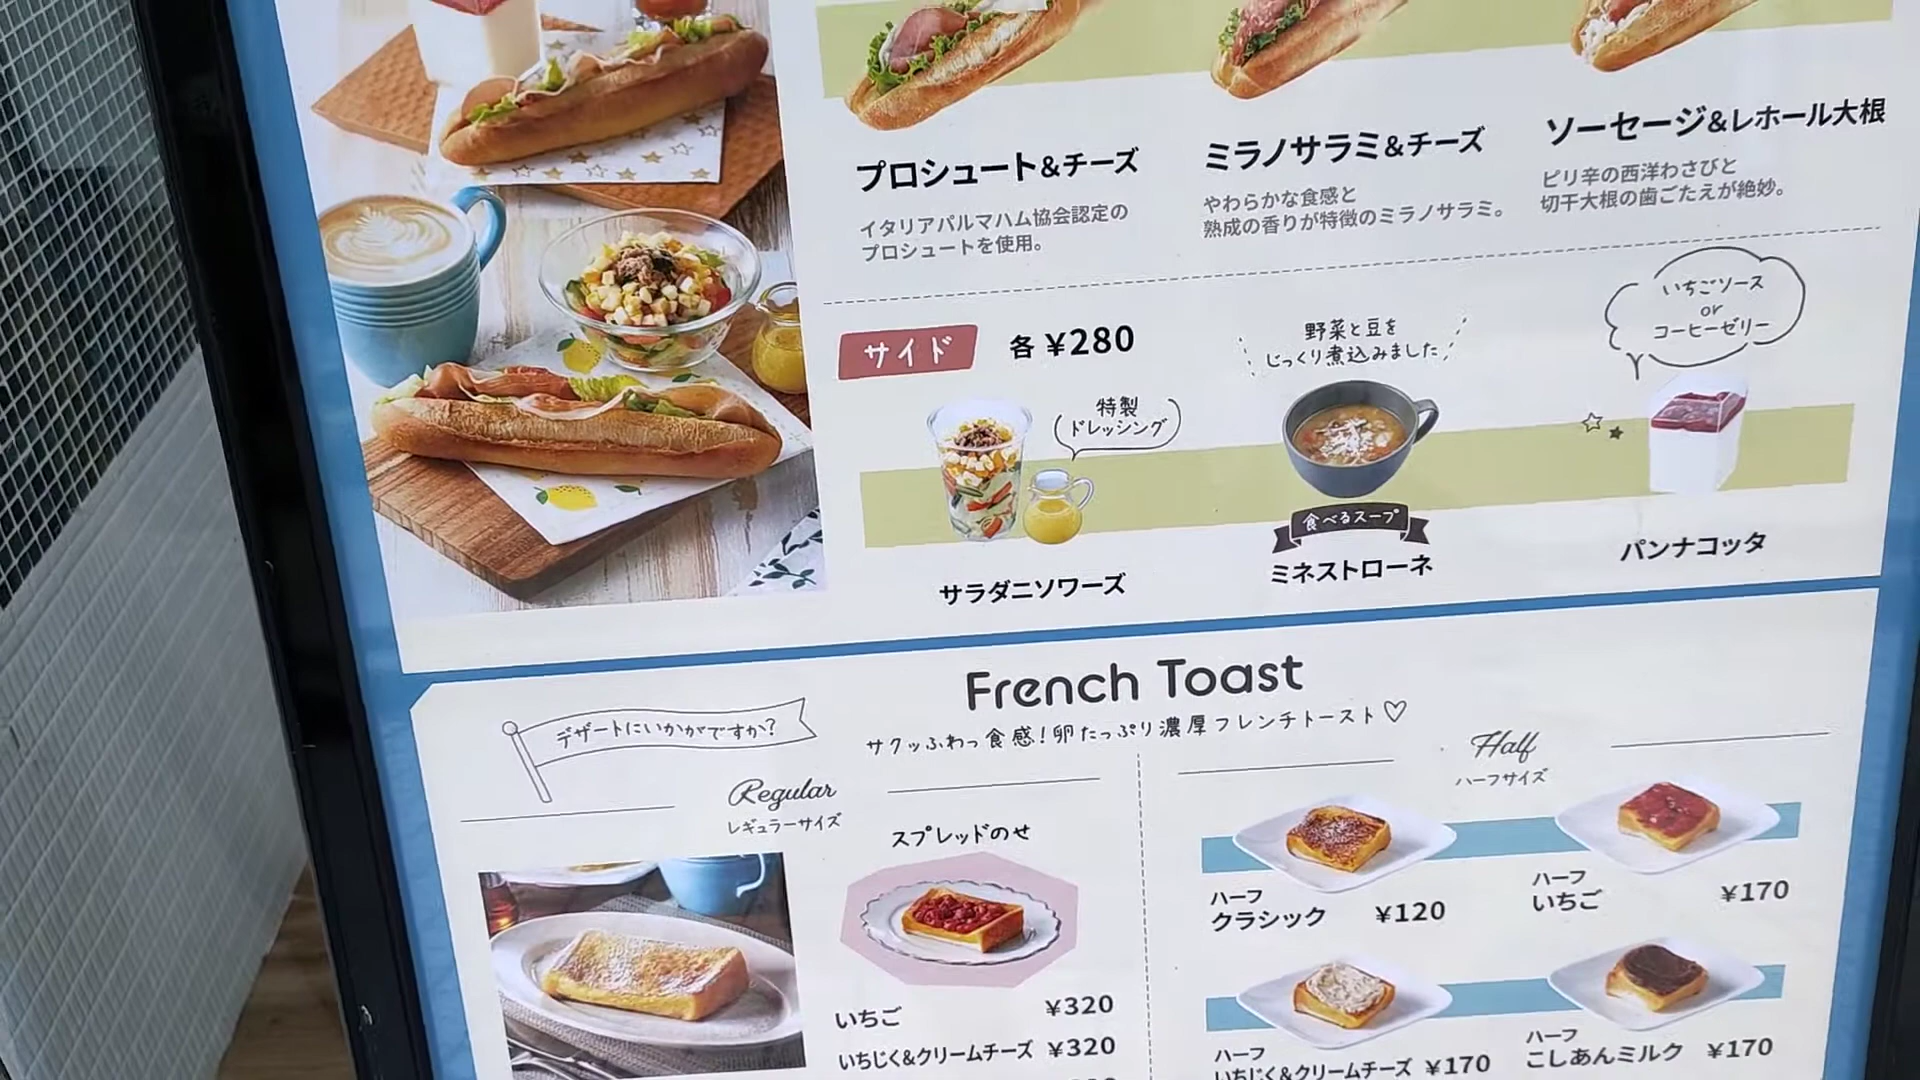 プロシュート&チーズ
イタリアパルマハム協会認定の
プロシュートを使用。
ミラノサラミ&チーズ
やわらかな食感と
熟成の香りが特徴のミラノサラミ。
ソーセージ&レホール大根
ピリ辛の西洋わさびと
切干大根の歯ごたえが絶妙。
サイド
各 ¥280
特製
ドレッシング
サラダニソワーズ
野菜と豆を
じっくり煮込みました
食べるスープ
ミネストローネ
いちごソース
or
コーヒーゼリー
パンナコッタ
French Toast
デザートにいかがですか?
サクッふわっ食感!卵たっぷり濃厚フレンチトースト♡
Regular
レギュラーサイズ
スプレッドのせ
いちご ¥320
いちじく&クリームチーズ ¥320
Half
ハーフサイズ
ハーフ
クラシック ¥120
ハーフ
いちご ¥170
ハーフ
いちじく&クリームチーズ ¥170
ハーフ
こしあんミルク ¥170